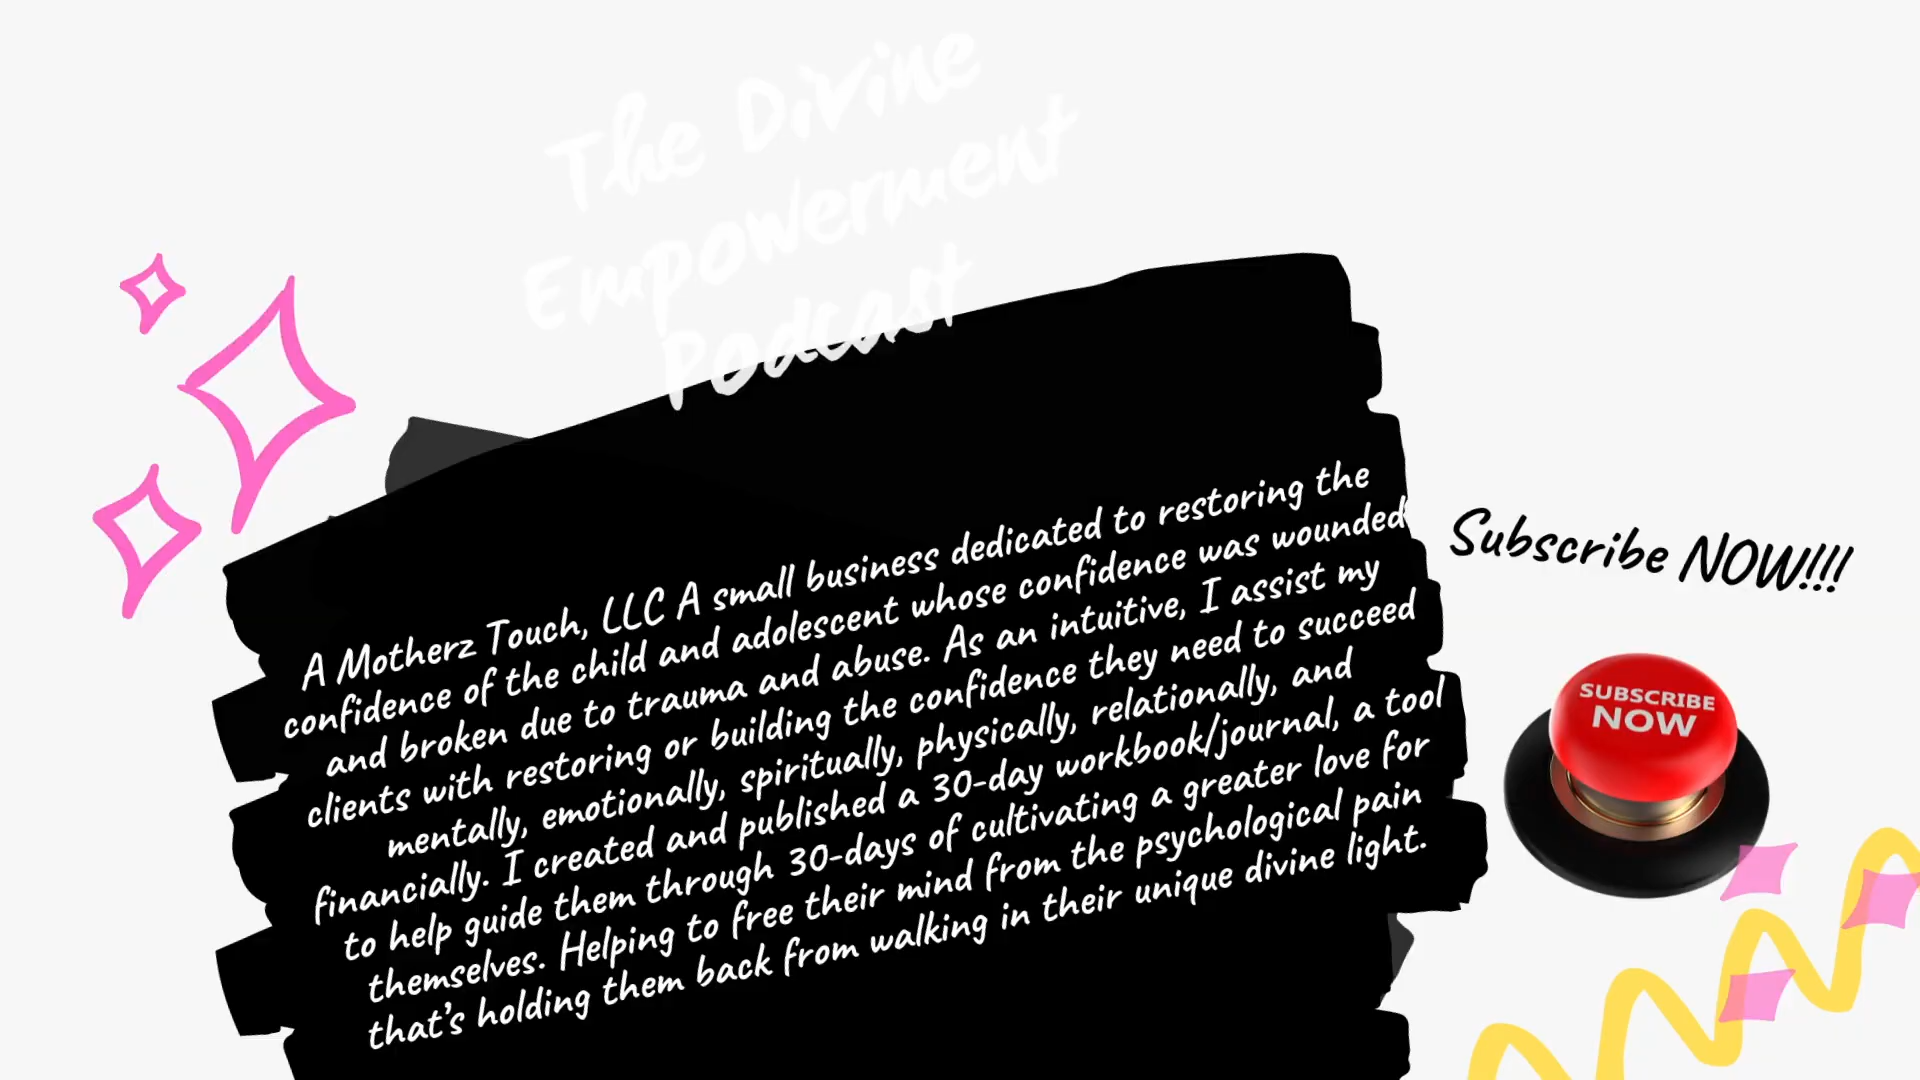 The Divine
Empowerment
Podcast
A Motherz Touch, LLC A small business dedicated to restoring the
confidence of the child and adolescent whose confidence was wounded
and broken due to trauma and abuse. As an intuitive, I assist my
clients with restoring or building the confidence they need to succeed
mentally, emotionally, spiritually, physically, relationally, and
financially. I created and published a 30-day workbook/journal, a tool
to help guide them through 30-days of cultivating a greater love for
themselves. Helping to free their mind from the psychological pain
that's holding them back from walking in their unique divine light.
Subscribe NOW!!!
SUBSCRIBE
NOW